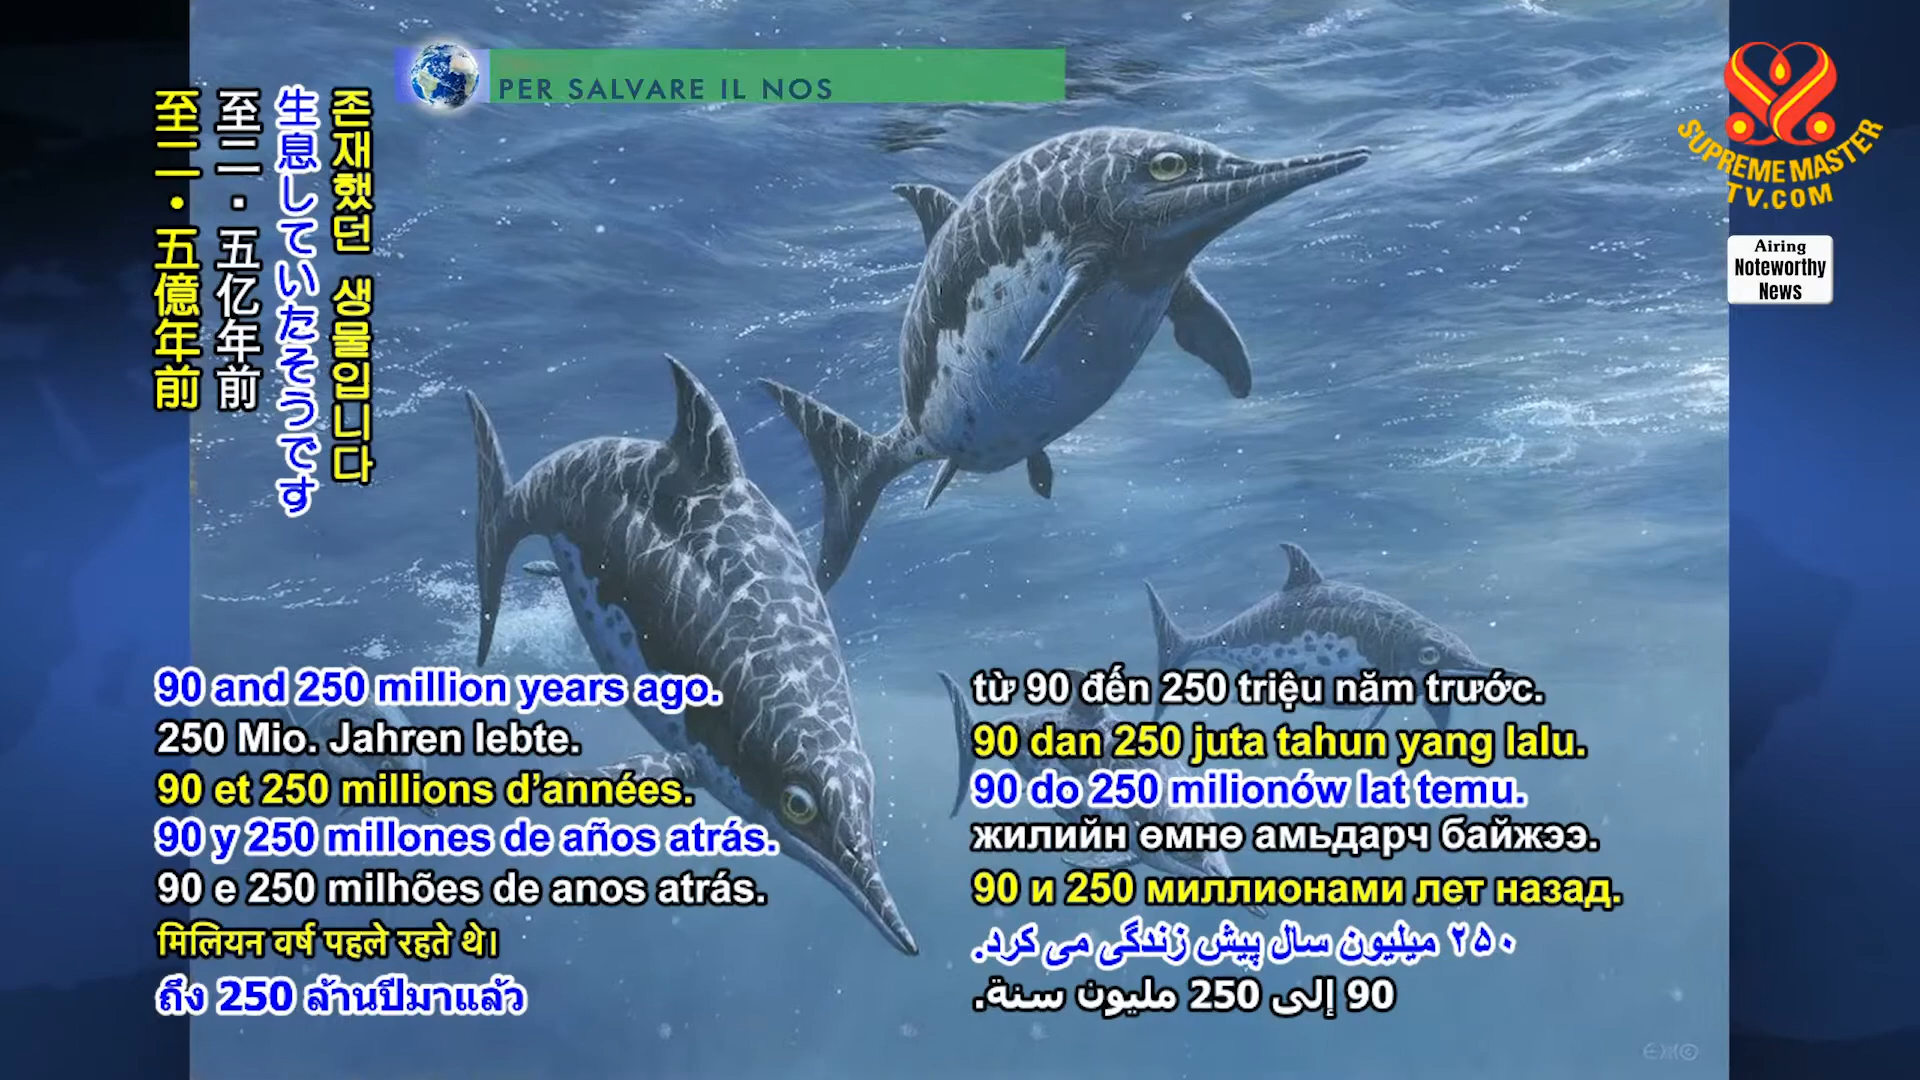 PER SALVARE IL NOS
SUPREME MASTER
TV.COM
Airing
Noteworthy
News
존재했던 생물입니다
生息していたそうです
至二・五亿年前
至二・五億年前
90 and 250 million years ago.
250 Mio. Jahren lebte.
90 et 250 millions d’années.
90 y 250 millones de años atrás.
90 e 250 milhões de anos atrás.
मिलियन वर्ष पहले रहते थे।
ถึง 250 ล้านปีมาแล้ว
từ 90 đến 250 triệu năm trước.
90 dan 250 juta tahun yang lalu.
90 do 250 milionów lat temu.
жилийн өмнө амьдарч байжээ.
90 и 250 миллионами лет назад.
۲۵۰ میلیون سال پیش زندگی می کرد.
90 إلى 250 مليون سنة.